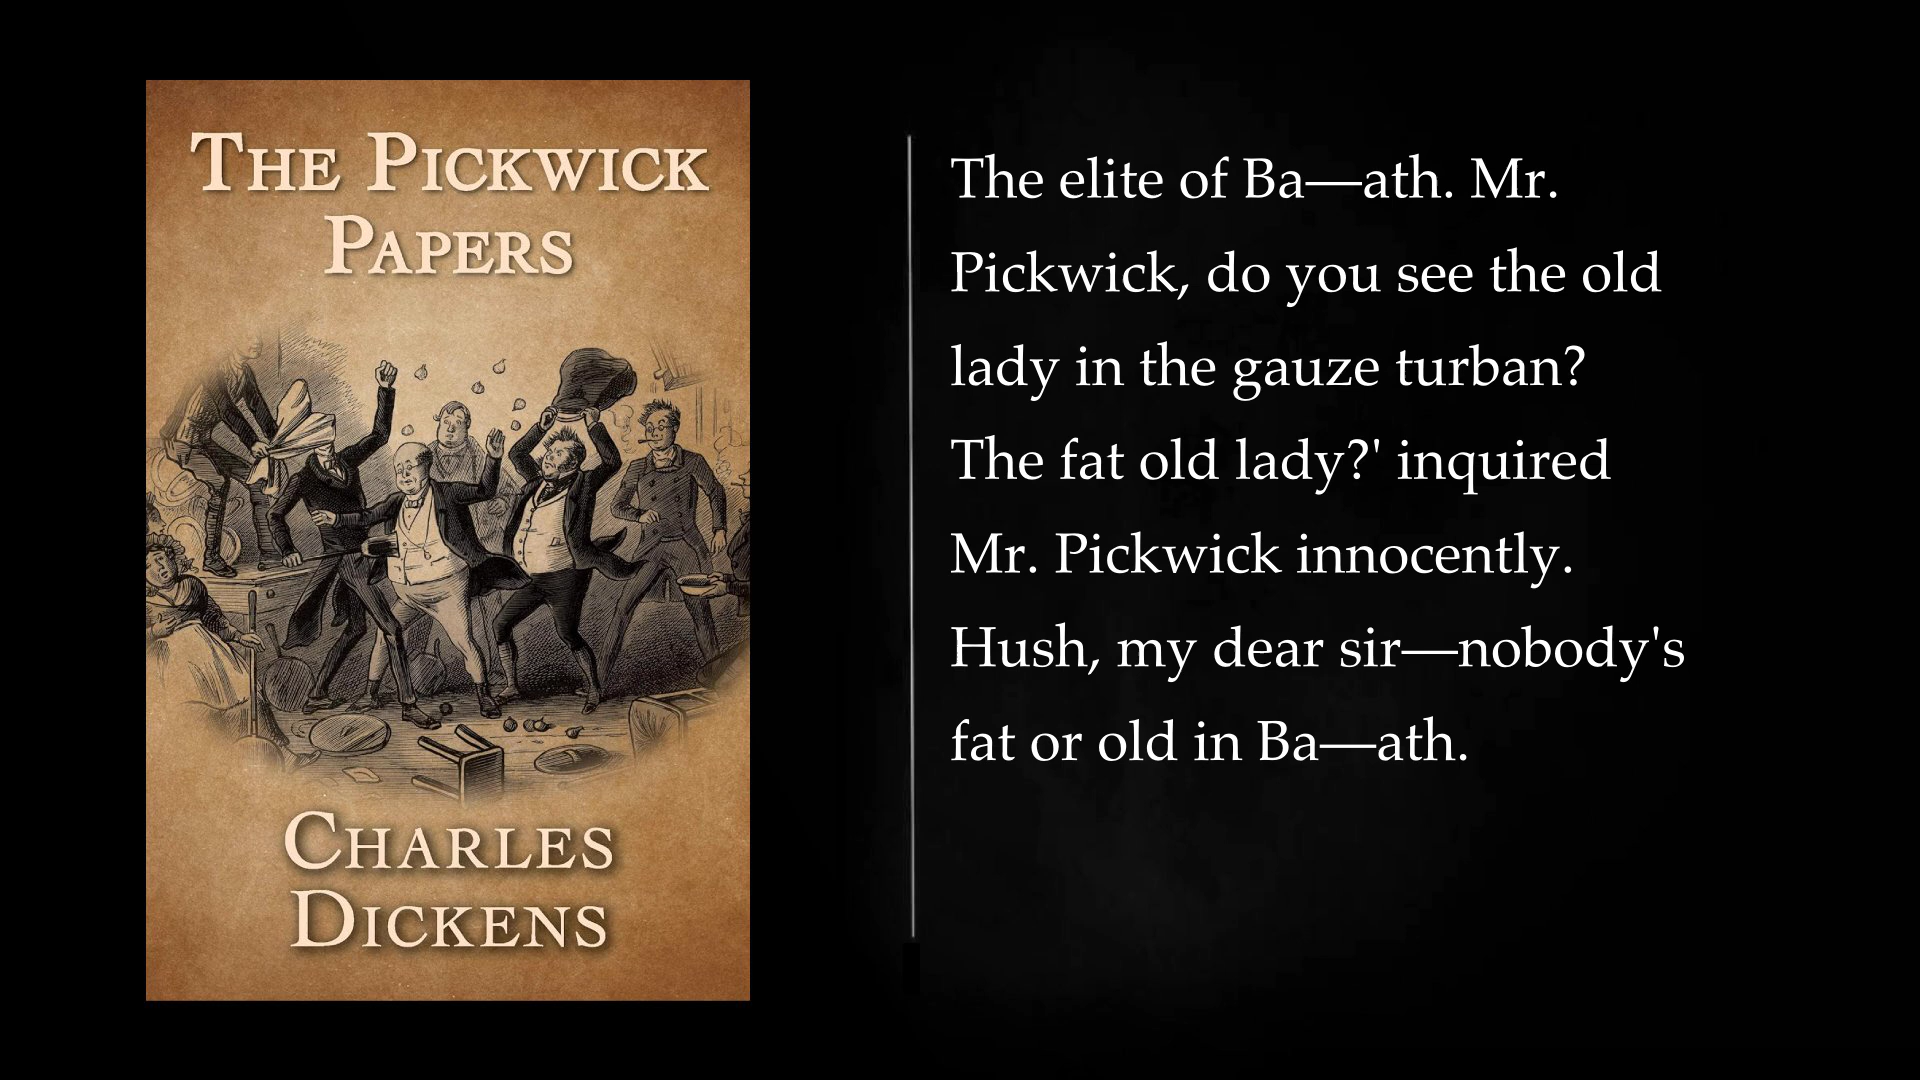 THE PICKWICK
PAPERS
CHARLES
DICKENS
The elite of Ba—ath. Mr.
Pickwick, do you see the old
lady in the gauze turban?
The fat old lady?' inquired
Mr. Pickwick innocently.
Hush, my dear sir—nobody's
fat or old in Ba—ath.